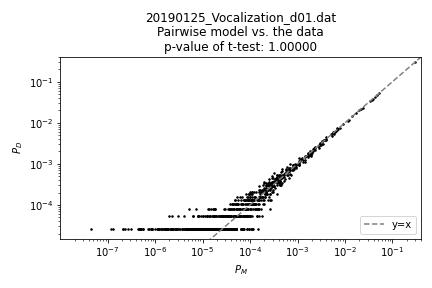 20190125_Vocalization_d01.dat
Pairwise model vs. the data
p-value of t-test: 1.00000
P_D
10^{-1}
10^{-2}
10^{-3}
10^{-4}
y=x
10^{-7} 10^{-6} 10^{-5} 10^{-4} 10^{-3} 10^{-2} 10^{-1}
P_M